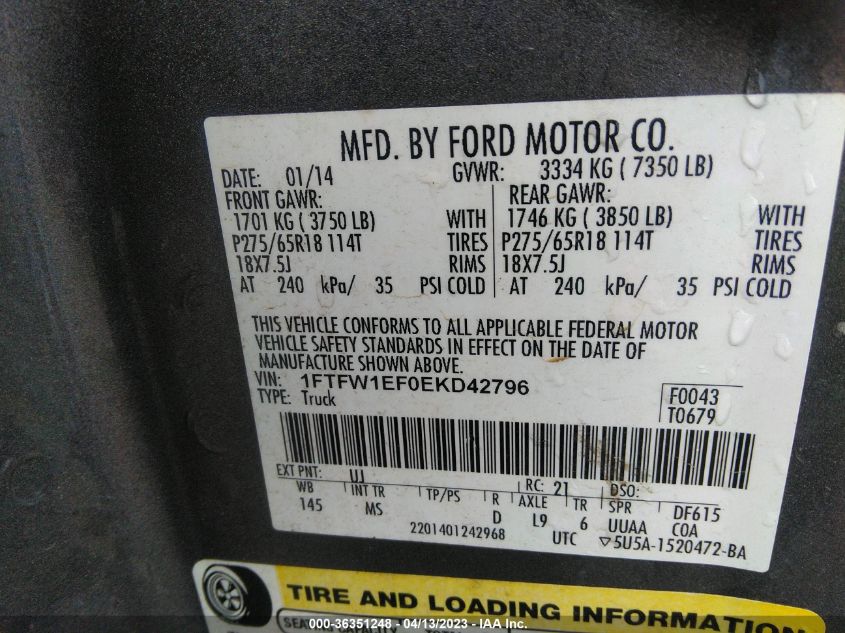 MFD. BY FORD MOTOR CO.
DATE: 01/14 GVWR: 3334 KG ( 7350 LB)
FRONT GAWR: REAR GAWR:
1701 KG ( 3750 LB) WITH 1746 KG ( 3850 LB) WITH
P275/65R18 114T TIRES P275/65R18 114T TIRES
18X7.5J RIMS 18X7.5J RIMS
AT 240 kPa/ 35 PSI COLD AT 240 kPa/ 35 PSI COLD
THIS VEHICLE CONFORMS TO ALL APPLICABLE FEDERAL MOTOR
VEHICLE SAFETY STANDARDS IN EFFECT ON THE DATE OF
MANUFACTURE SHOWN ABOVE.
VIN: 1FTFW1EF0EKD42796
TYPE: Truck
F0043
T0679
EXT PNT: UJ RC: 21 DSO:
WB INT TR TP/PS R AXLE TR SPR DF615
145 MS D L9 6 UUAA COA
2201401242968 UTC ▽5U5A-1520472-BA
TIRE AND LOADING INFORMATION
SEATING CAPACITY
000-36351248 - 04/13/2023 - IAA Inc.